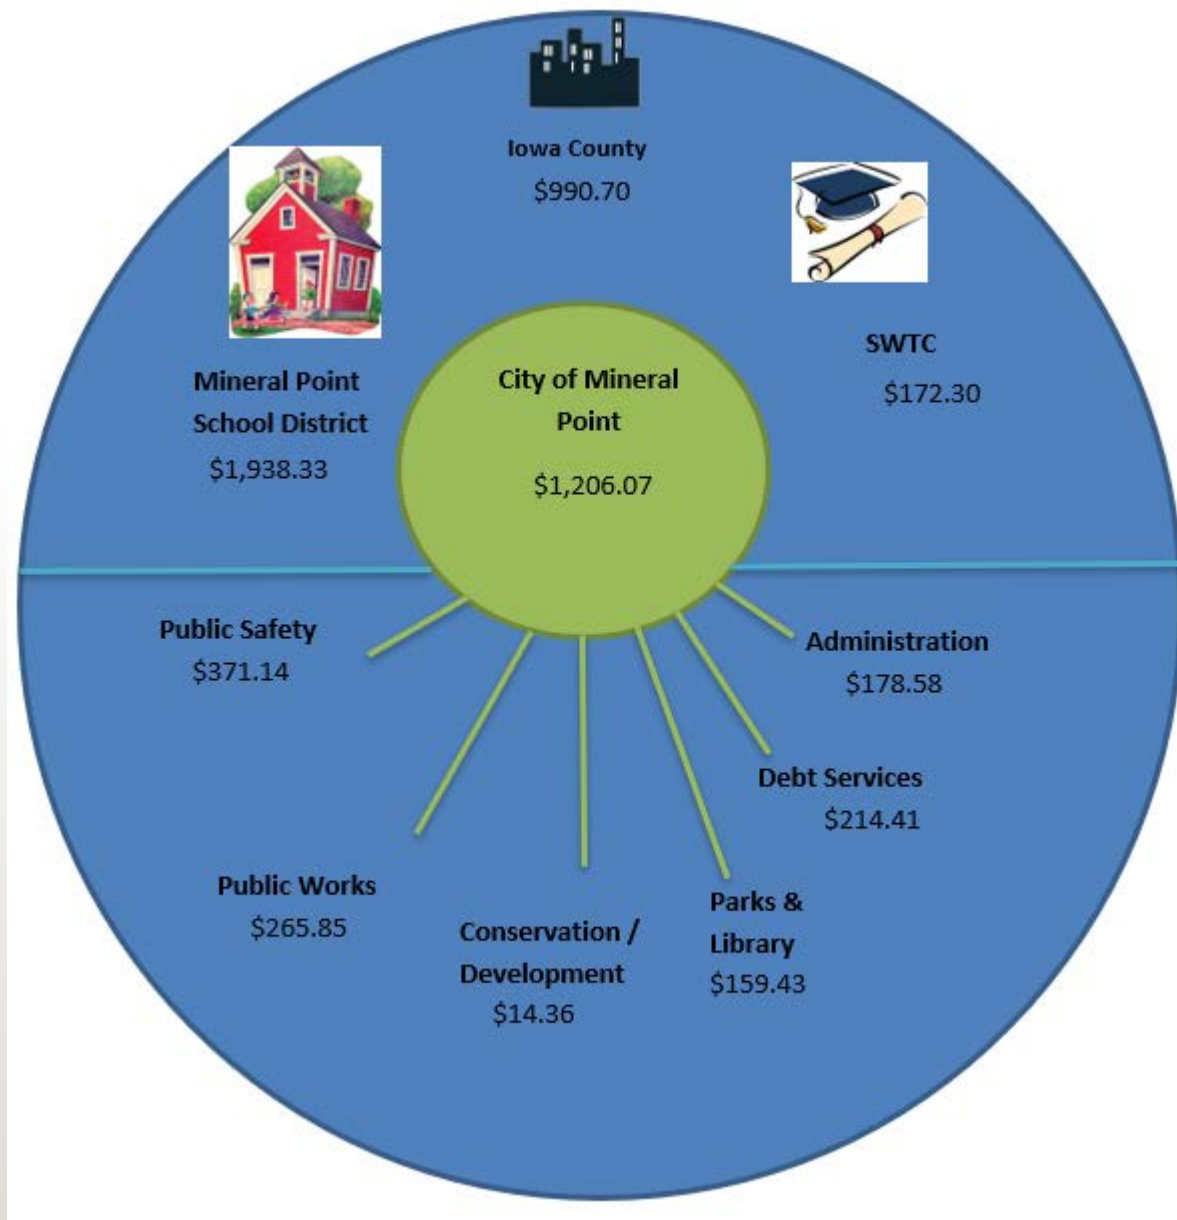 Iowa County
$990.70
Mineral Point
School District
$1,938.33
City of Mineral
Point
$1,206.07
SWTC
$172.30
Public Safety
$371.14
Public Works
$265.85
Conservation /
Development
$14.36
Parks &
Library
$159.43
Debt Services
$214.41
Administration
$178.58